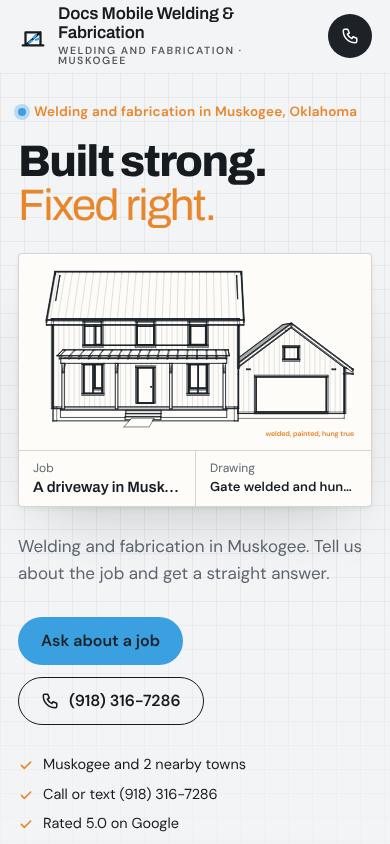 Docs Mobile Welding &
Fabrication
WELDING AND FABRICATION ·
MUSKOGEE
Welding and fabrication in Muskogee, Oklahoma
Built strong.
Fixed right.
welded, painted, hung true
Job
A driveway in Musk...
Drawing
Gate welded and hun...
Welding and fabrication in Muskogee. Tell us
about the job and get a straight answer.
Ask about a job
(918) 316-7286
Muskogee and 2 nearby towns
Call or text (918) 316-7286
Rated 5.0 on Google